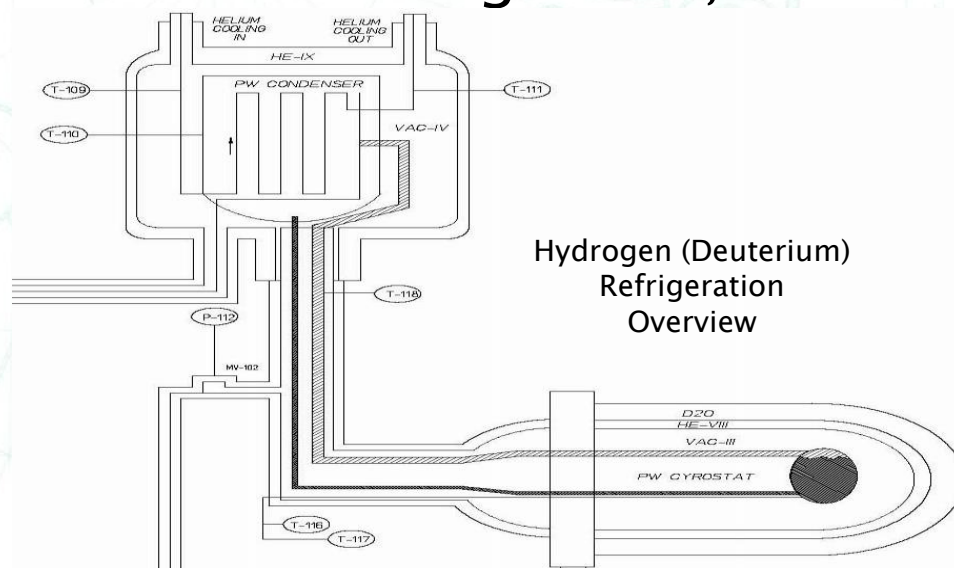 HELIUM
COOLING
IN
HELIUM
COOLING
OUT
HE-IX
PW CONDENSER
T-109
T-111
T-110
VAC-IV
Hydrogen (Deuterium)
Refrigeration
Overview
T-118
P-112
MV-102
D2O
HE-VIII
VAC-III
PW CYROSTAT
T-116
T-117